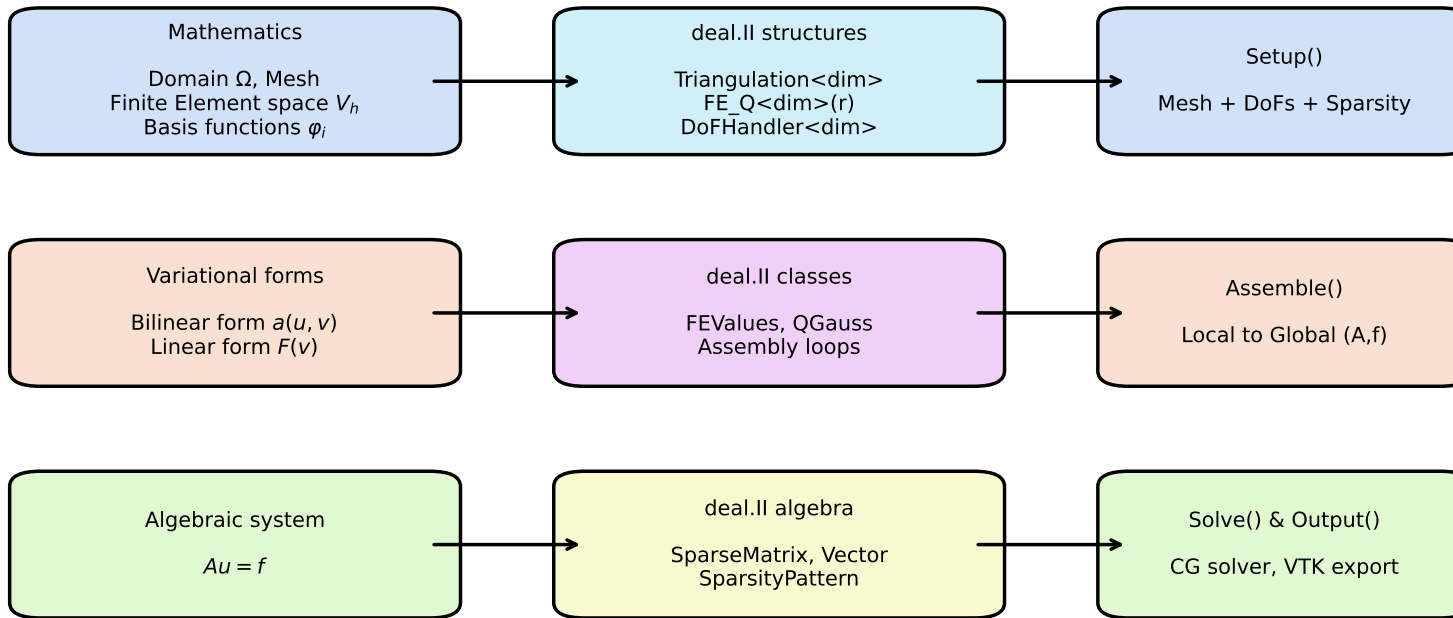 Mathematics
Domain Ω, Mesh
Finite Element space $V_h$
Basis functions $φ_i$
deal.II structures
Triangulation<dim>
FE_Q<dim>(r)
DoFHandler<dim>
Setup()
Mesh + DoFs + Sparsity
Variational forms
Bilinear form $a(u, v)$
Linear form $F(v)$
deal.II classes
FEValues, QGauss
Assembly loops
Assemble()
Local to Global (A,f)
Algebraic system
$Au = f$
deal.II algebra
SparseMatrix, Vector
SparsityPattern
Solve() & Output()
CG solver, VTK export